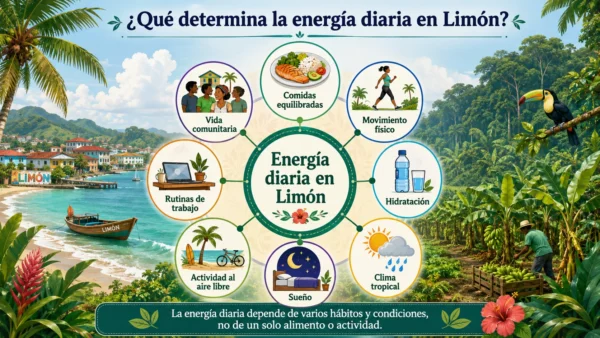 ¿Qué determina la energía diaria en Limón?
Comidas
equilibradas
Vida
comunitaria
Movimiento
físico
Energía
diaria en
Limón
Rutinas de
trabajo
Hidratación
LIMÓN
LIMÓN
Actividad al
aire libre
Sueño
Clima
tropical
La energía diaria depende de varios hábitos y condiciones,
no de un solo alimento o actividad.